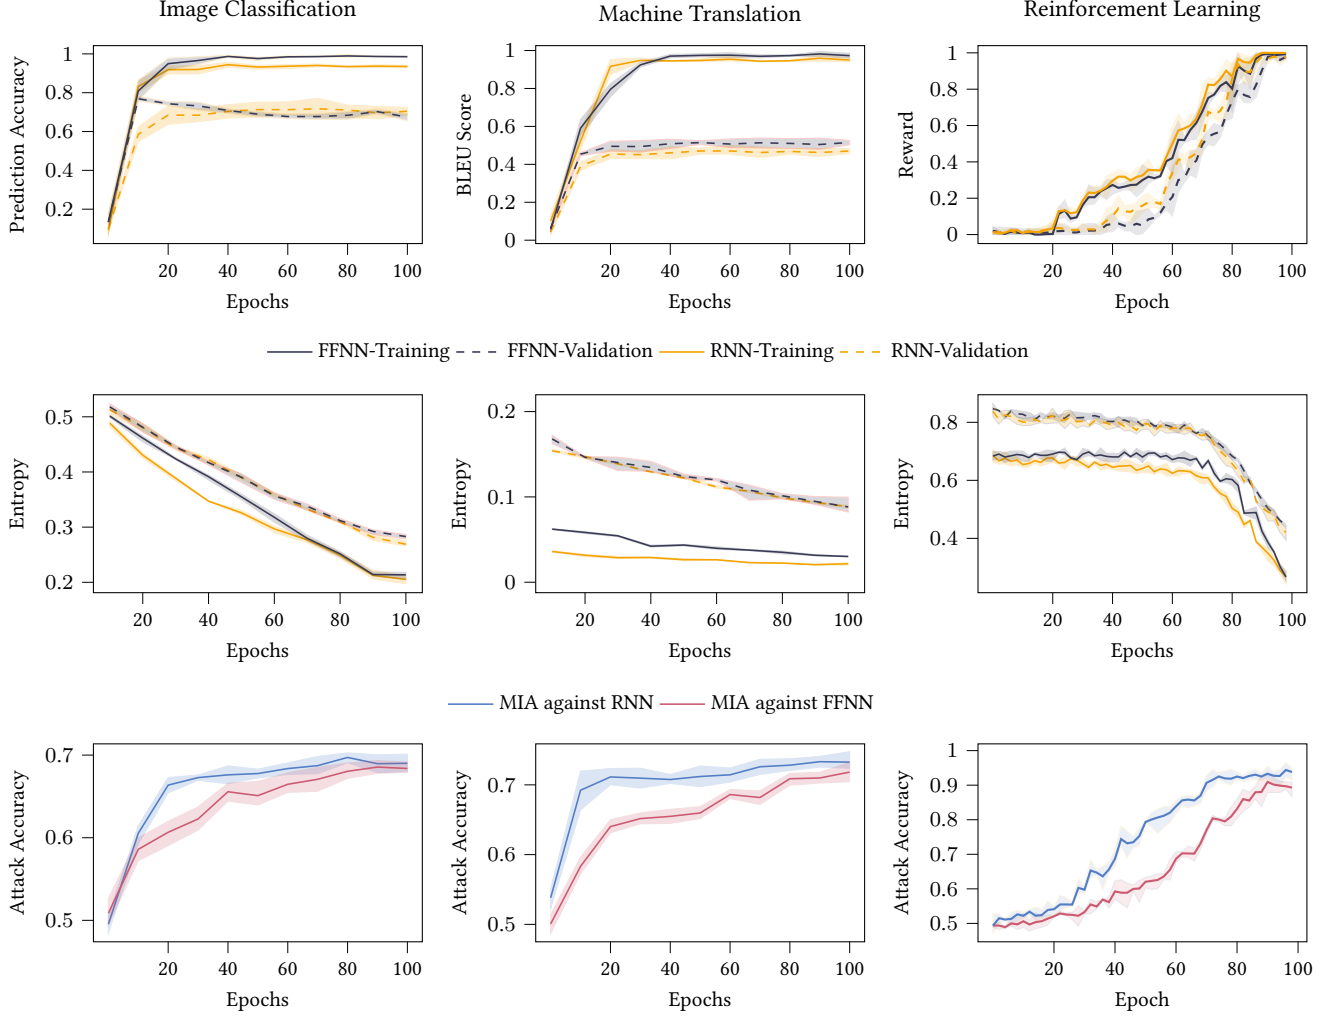 Image Classification
Machine Translation
Reinforcement Learning
Prediction Accuracy
1
0.8
0.6
0.4
0.2
20 40 60 80 100
Epochs
BLEU Score
1
0.8
0.6
0.4
0.2
0
20 40 60 80 100
Epochs
Reward
1
0.8
0.6
0.4
0.2
0
20 40 60 80 100
Epoch
FFNN-Training FFNN-Validation RNN-Training RNN-Validation
Entropy
0.5
0.4
0.3
0.2
20 40 60 80 100
Epochs
Entropy
0.2
0.1
0
20 40 60 80 100
Epochs
Entropy
0.8
0.6
0.4
20 40 60 80 100
Epoch
MIA against RNN MIA against FFNN
Attack Accuracy
0.7
0.6
0.5
20 40 60 80 100
Epochs
Attack Accuracy
0.7
0.6
0.5
20 40 60 80 100
Epochs
Attack Accuracy
1
0.9
0.8
0.7
0.6
0.5
20 40 60 80 100
Epoch